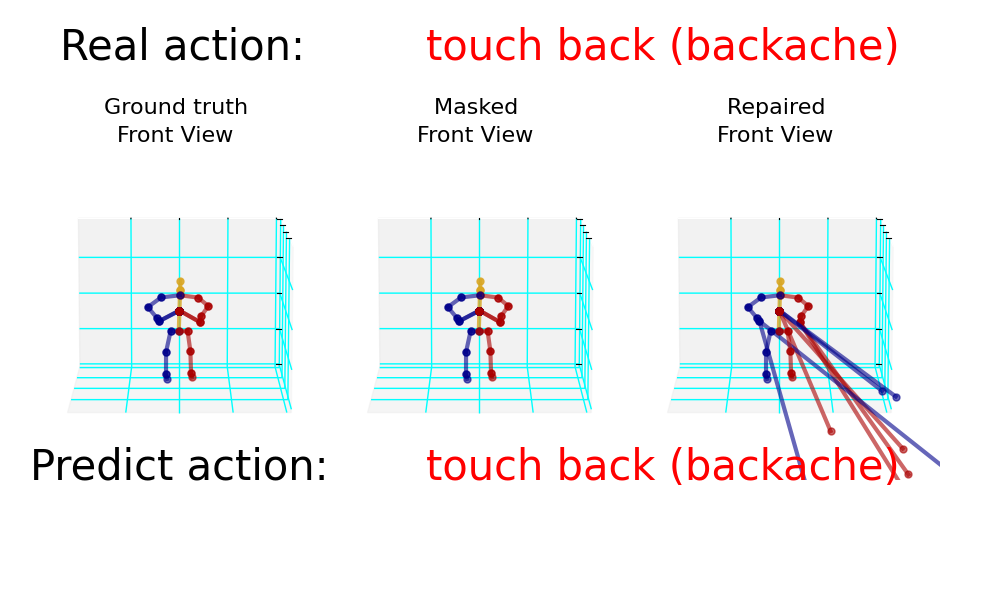 Real action: touch back (backache)
Ground truth Masked Repaired
Front View Front View Front View
Predict action: touch back (backache)